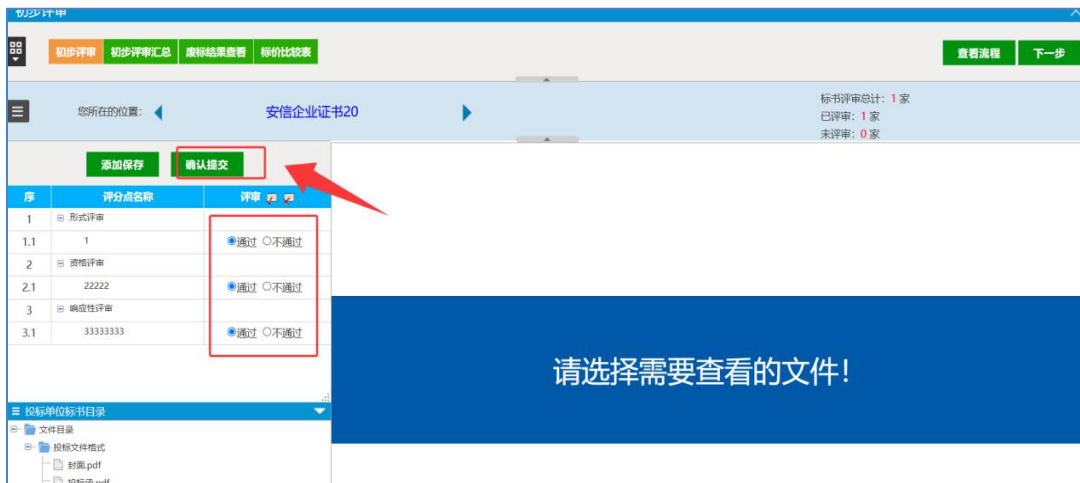 初步评审
初步评审 初步评审汇总 废标结果查看 标价比较表 查看流程 下一步
您所在的位置： 安信企业证书20
标书评审总计：1 家
已评审：1 家
未评审：0 家
添加保存 确认提交
序 评分点名称 评审
1 形式评审
1.1 1 通过 不通过
2 资格评审
2.1 22222 通过 不通过
3 响应性评审
3.1 33333333 通过 不通过
请选择需要查看的文件！
投标单位标书目录
文件目录
投标文件格式
封面.pdf
投标函.pdf